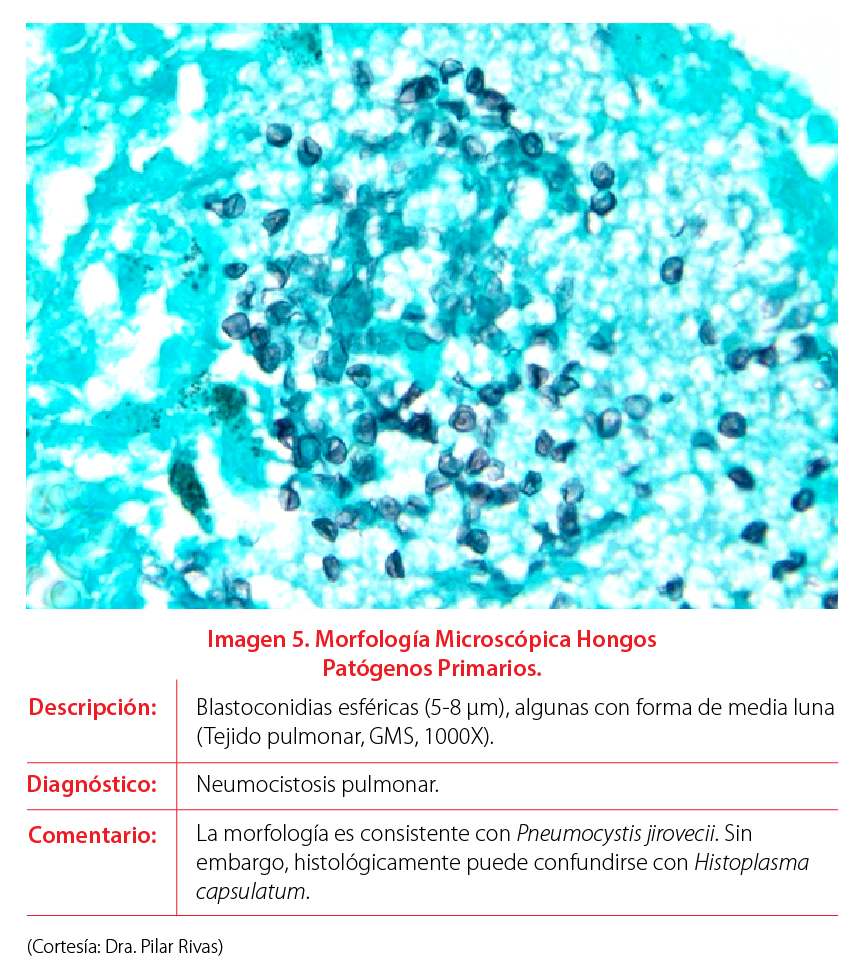 Imagen 5. Morfología Microscópica Hongos
Patógenos Primarios.
Descripción: Blastoconidias esféricas (5-8 µm), algunas con forma de media luna
(Tejido pulmonar, GMS, 1000X).
Diagnóstico: Neumocistosis pulmonar.
Comentario: La morfología es consistente con Pneumocystis jirovecii. Sin
embargo, histológicamente puede confundirse con Histoplasma
capsulatum.
(Cortesía: Dra. Pilar Rivas)